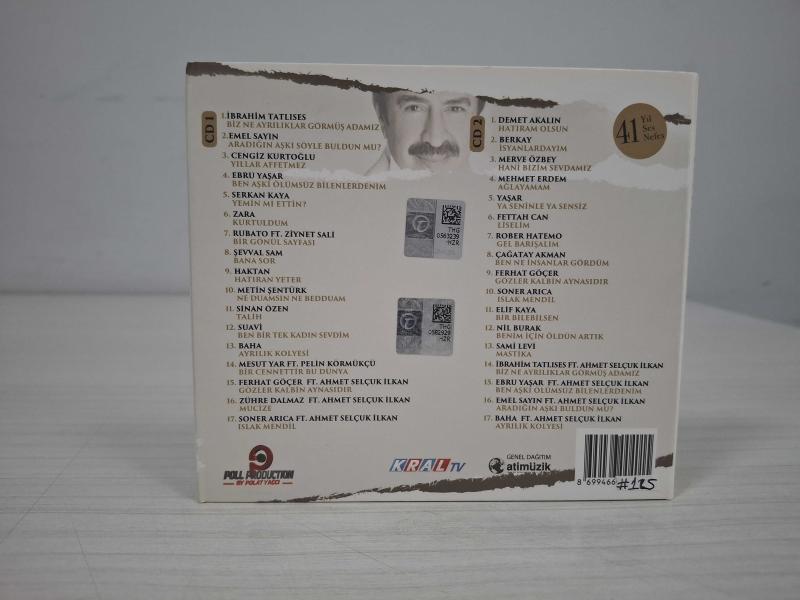 CD 1
1.İBRAHİM TATLISES
BİZ NE AYRILIKLAR GÖRMÜŞ ADAMIZ
2.EMEL SAYIN
ARADIĞIN AŞKI SÖYLE BULDUN MU?
3. CENGİZ KURTOĞLU
YILLAR AFFETMEZ
4. EBRU YAŞAR
BEN AŞKI ÖLÜMSÜZ BİLENLERDENİM
5. SERKAN KAYA
YEMİN Mİ ETTİN?
6. ZARA
KURTULDUM
7. RUBATO FT. ZİYNET SALİ
BİR GÖNÜL SAYFASI
8. ŞEVVAL SAM
BANA SOR
9. HAKTAN
HATIRAN YETER
10. METİN ŞENTÜRK
NE DUAMSIN NE BEDDUAM
11. SİNAN ÖZEN
TALİH
12. SUAVİ
BEN BİR TEK KADIN SEVDİM
13. BAHA
AYRILIK KOLYESİ
14. MESUT YAR FT. PELİN KÖRMÜKÇÜ
BİR CENNETTİR BU DÜNYA
15. FERHAT GÖÇER FT. AHMET SELÇUK İLKAN
GÖZLER KALBİN AYNASIDIR
16. ZÜHRE DALMAZ FT. AHMET SELÇUK İLKAN
MUCİZE
17. SONER ARICA FT. AHMET SELÇUK İLKAN
ISLAK MENDİL
CD 2
1. DEMET AKALIN
HATIRAM OLSUN
2. BERKAY
İSYANLARDAYIM
3. MERVE ÖZBEY
HANİ BİZİM SEVDAMIZ
4. MEHMET ERDEM
AĞLAYAMAM
5. YAŞAR
YA SENİNLE YA SENSİZ
6. FETTAH CAN
LİSELİM
7. ROBER HATEMO
GEL BARIŞALIM
8. ÇAĞATAY AKMAN
BEN NE İNSANLAR GÖRDÜM
9. FERHAT GÖÇER
GÖZLER KALBİN AYNASIDIR
10. SONER ARICA
ISLAK MENDİL
11. ELİF KAYA
BİR BİLEBİLSEN
12. NİL BURAK
BENİM İÇİN ÖLDÜN ARTIK
13. SAMİ LEVİ
MASTİKA
14. İBRAHİM TATLISES FT. AHMET SELÇUK İLKAN
BİZ NE AYRILIKLAR GÖRMÜŞ ADAMIZ
15. EBRU YAŞAR FT. AHMET SELÇUK İLKAN
BEN AŞKI ÖLÜMSÜZ BİLENLERDENİM
16. EMEL SAYIN FT. AHMET SELÇUK İLKAN
ARADIĞIN AŞKI BULDUN MU?
17. BAHA FT. AHMET SELÇUK İLKAN
AYRILIK KOLYESİ
41 Yıl
Ses
Nefes
THG
0563239
-HZR
THG
0582929
-HZR
POLL PRODUCTION
BY POLAT YAĞCI
KRAL TV
GENEL DAĞITIM
atimüzik
8 699466
#125